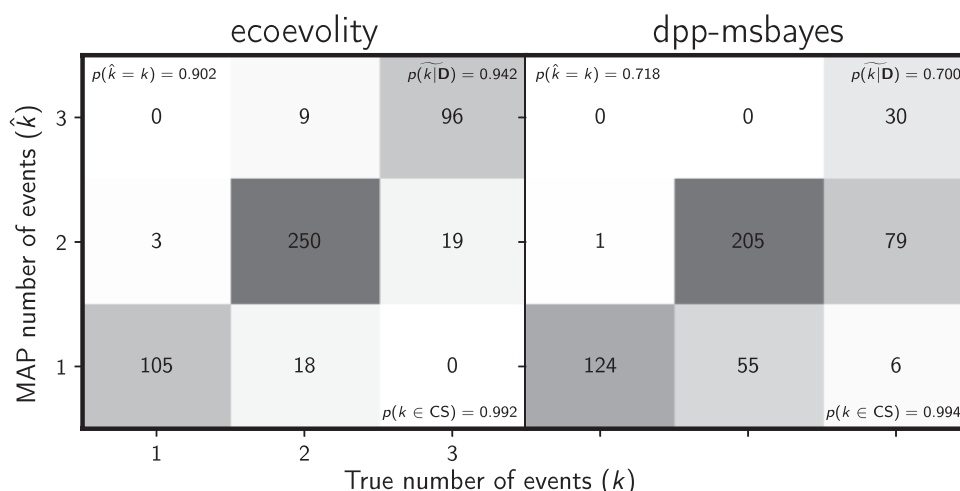 ecoevolity
dpp-msbayes
p(k̂ = k) = 0.902
p(k|D)͠ = 0.942
p(k̂ = k) = 0.718
p(k|D)͠ = 0.700
3
0
9
96
0
0
30
MAP number of events (k̂)
2
3
250
19
1
205
79
1
105
18
0
124
55
6
p(k ∈ CS) = 0.992
p(k ∈ CS) = 0.994
1
2
3
True number of events (k)